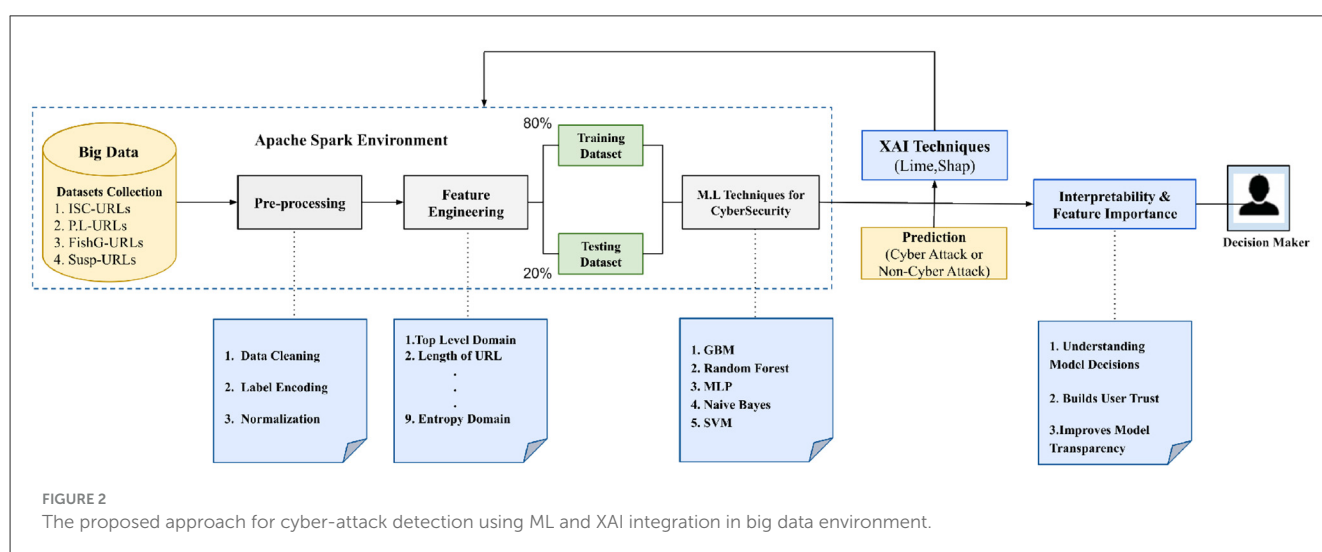 Apache Spark Environment
Big Data
Datasets Collection
1. ISC-URLs
2. P.L-URLs
3. FishG-URLs
4. Susp-URLs
Pre-processing
Feature
Engineering
80%
Training
Dataset
Testing
Dataset
20%
M.L Techniques for
CyberSecurity
XAI Techniques
(Lime,Shap)
Prediction
(Cyber Attack or
Non-Cyber Attack)
Interpretability &
Feature Importance
Decision Maker
1. Data Cleaning
2. Label Encoding
3. Normalization
1.Top Level Domain
2. Length of URL
.
.
.
9. Entropy Domain
1. GBM
2. Random Forest
3. MLP
4. Naive Bayes
5. SVM
1. Understanding
Model Decisions
2. Builds User Trust
3.Improves Model
Transparency
FIGURE 2
The proposed approach for cyber-attack detection using ML and XAI integration in big data environment.